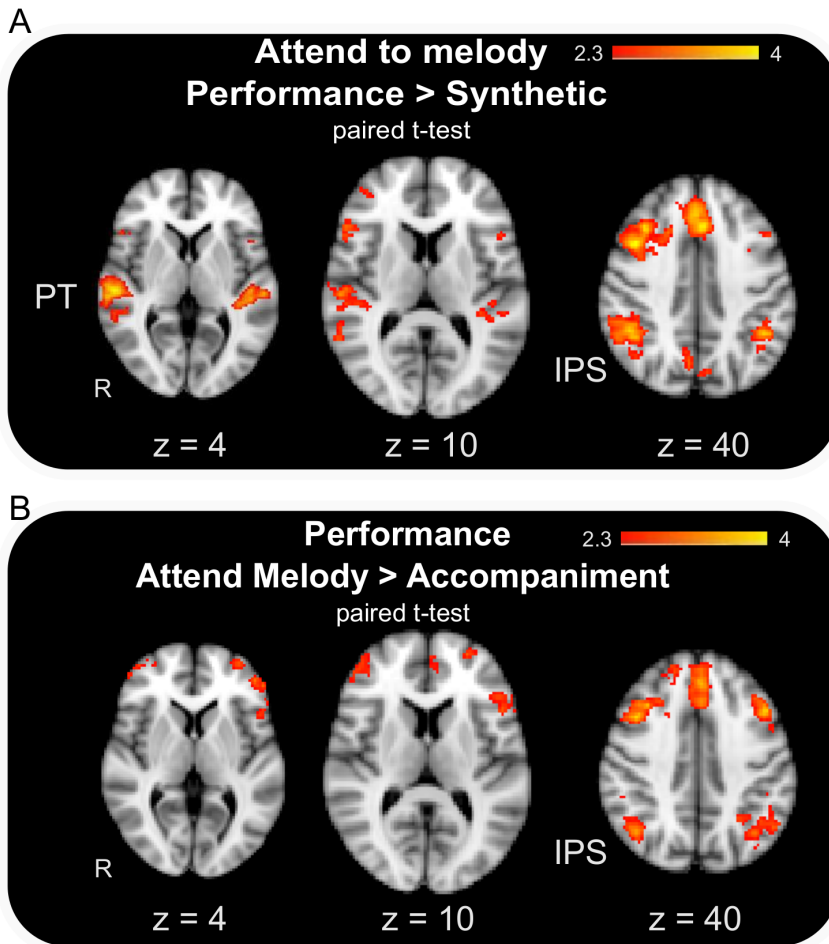 A
Attend to melody
2.3 4
Performance > Synthetic
paired t-test
PT
IPS
R
z = 4 z = 10 z = 40
B
Performance
2.3 4
Attend Melody > Accompaniment
paired t-test
IPS
R
z = 4 z = 10 z = 40